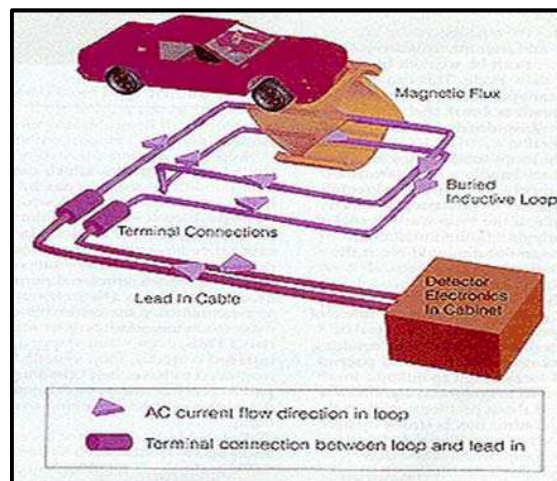 Magnetic Flux
Buried
Inductive Loop
Terminal Connections
Lead In Cable
Detector
Electronics
In Cabinet
AC current flow direction in loop
Terminal connection between loop and lead in